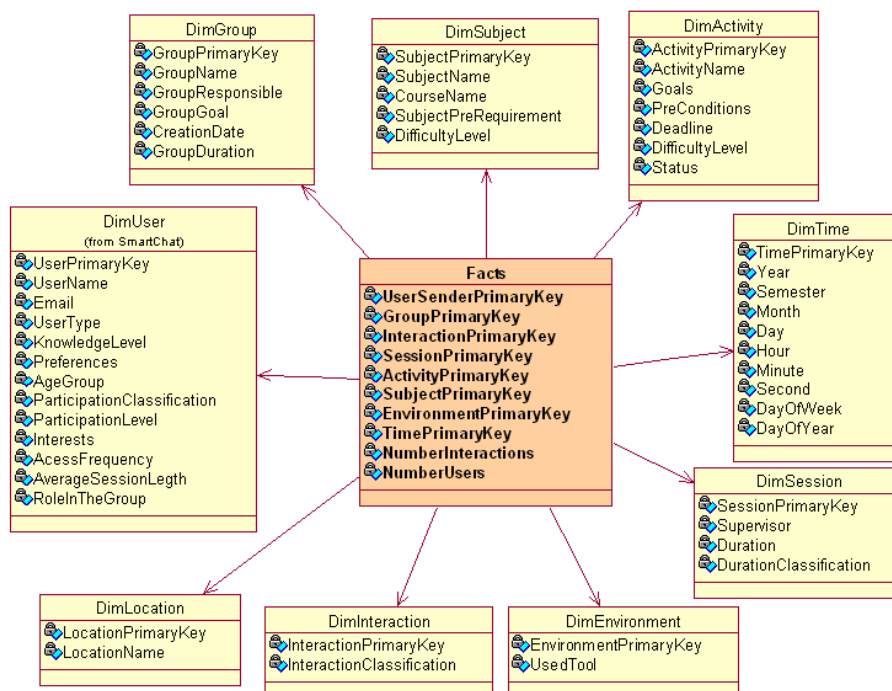 DimGroup
GroupPrimaryKey
GroupName
GroupResponsible
GroupGoal
CreationDate
GroupDuration
DimSubject
SubjectPrimaryKey
SubjectName
CourseName
SubjectPreRequirement
DifficultyLevel
DimActivity
ActivityPrimaryKey
ActivityName
Goals
PreConditions
Deadline
DifficultyLevel
Status
DimUser
(from SmartChat)
UserPrimaryKey
UserName
Email
UserType
KnowledgeLevel
Preferences
AgeGroup
ParticipationClassification
ParticipationLevel
Interests
AcessFrequency
AverageSessionLegth
RoleInTheGroup
Facts
UserSenderPrimaryKey
GroupPrimaryKey
InteractionPrimaryKey
SessionPrimaryKey
ActivityPrimaryKey
SubjectPrimaryKey
EnvironmentPrimaryKey
TimePrimaryKey
NumberInteractions
NumberUsers
DimTime
TimePrimaryKey
Year
Semester
Month
Day
Hour
Minute
Second
DayOfWeek
DayOfYear
DimSession
SessionPrimaryKey
Supervisor
Duration
DurationClassification
DimLocation
LocationPrimaryKey
LocationName
DimInteraction
InteractionPrimaryKey
InteractionClassification
DimEnvironment
EnvironmentPrimaryKey
UsedTool